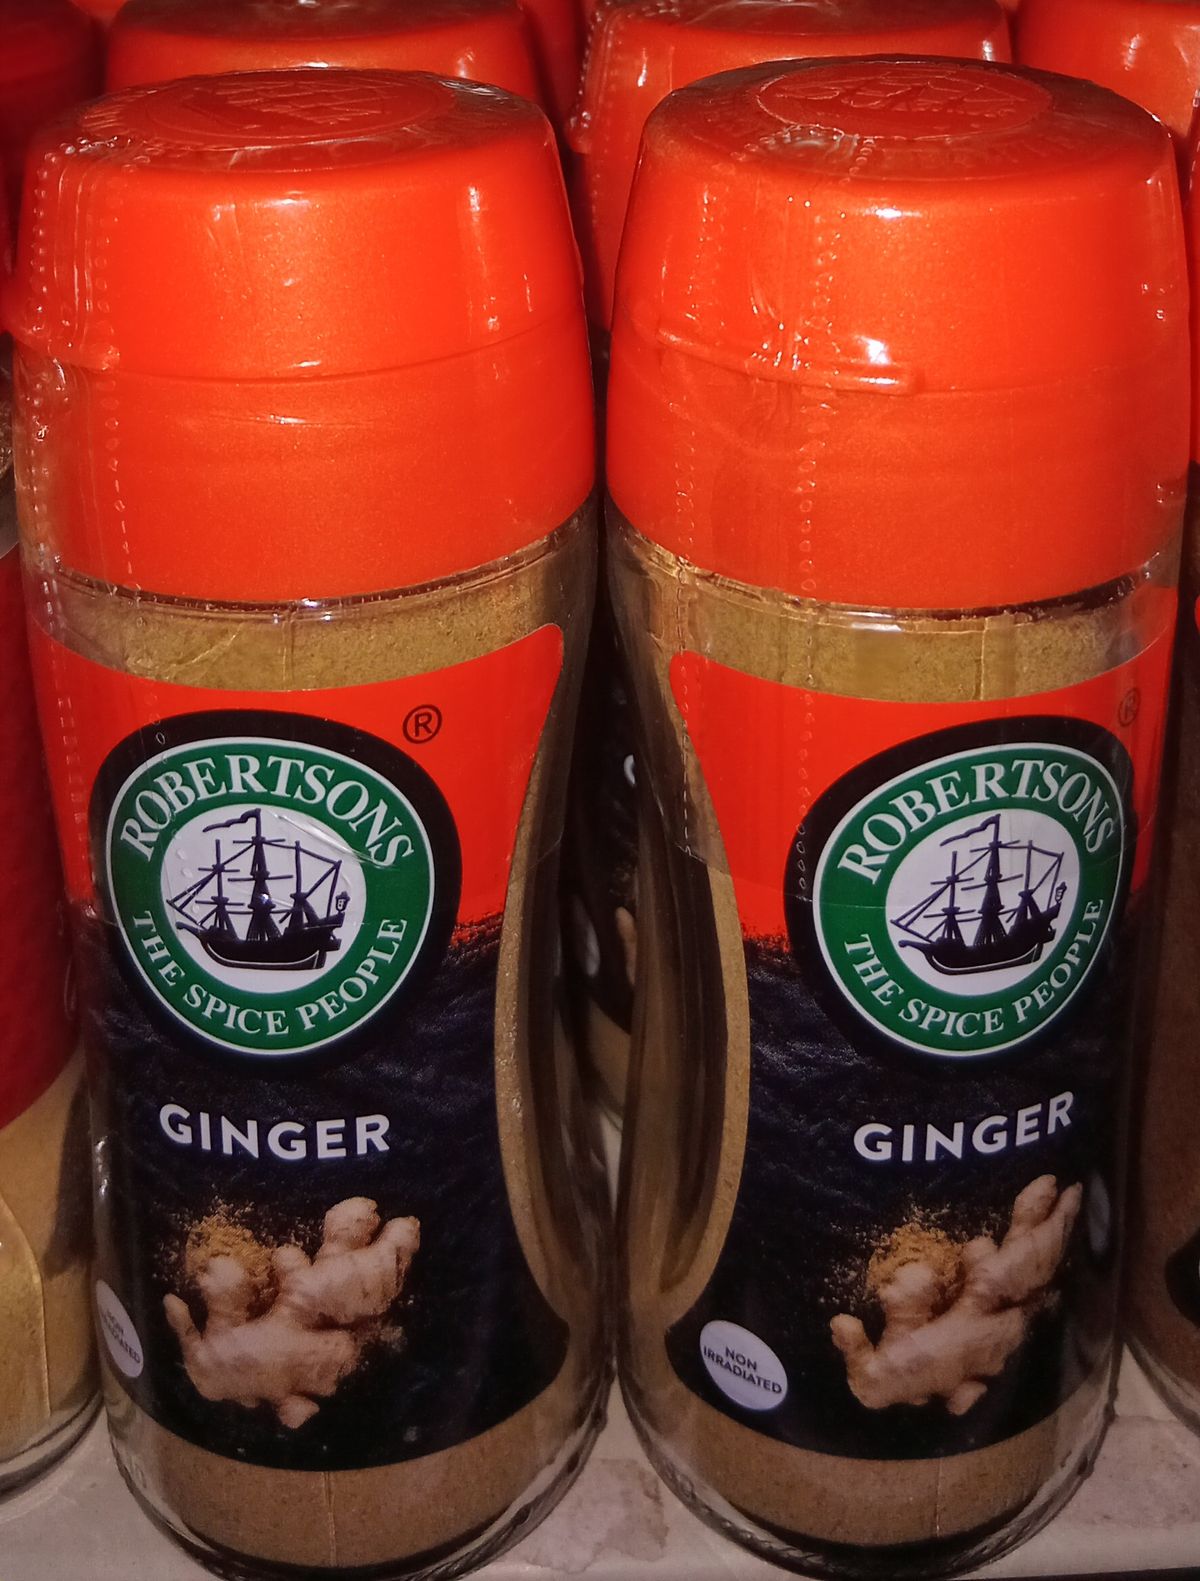 ®
ROBERTSONS
THE SPICE PEOPLE
GINGER
®
ROBERTSONS
THE SPICE PEOPLE
GINGER
NON
IRRADIATED